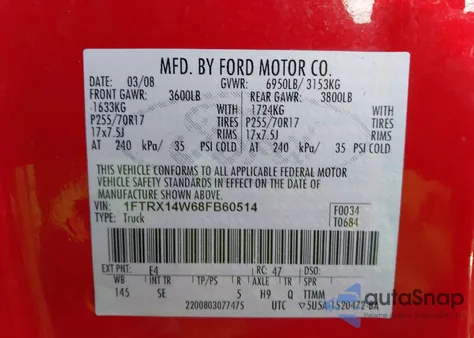 MFD. BY FORD MOTOR CO.
DATE: 03/08 GVWR: 6950LB/ 3153KG
FRONT GAWR: 3600LB REAR GAWR: 3800LB
1633KG WITH 1724KG WITH
P255/70R17 TIRES P255/70R17 TIRES
17x7.5J RIMS 17x7.5J RIMS
AT 240 kPa/ 35 PSI COLD AT 240 kPa/ 35 PSI COLD
THIS VEHICLE CONFORMS TO ALL APPLICABLE FEDERAL MOTOR
VEHICLE SAFETY STANDARDS IN EFFECT ON THE DATE OF
MANUFACTURE SHOWN ABOVE.
VIN: 1FTRX14W68FB60514 F0034
TYPE: Truck T0684
EXT PNT: E4 RC: 47 DSO:
WB INT TR TP/PS R AXLE TR SPR
145 SE 5 H9 Q TTMM
2200803077475 UTC
autoSnap